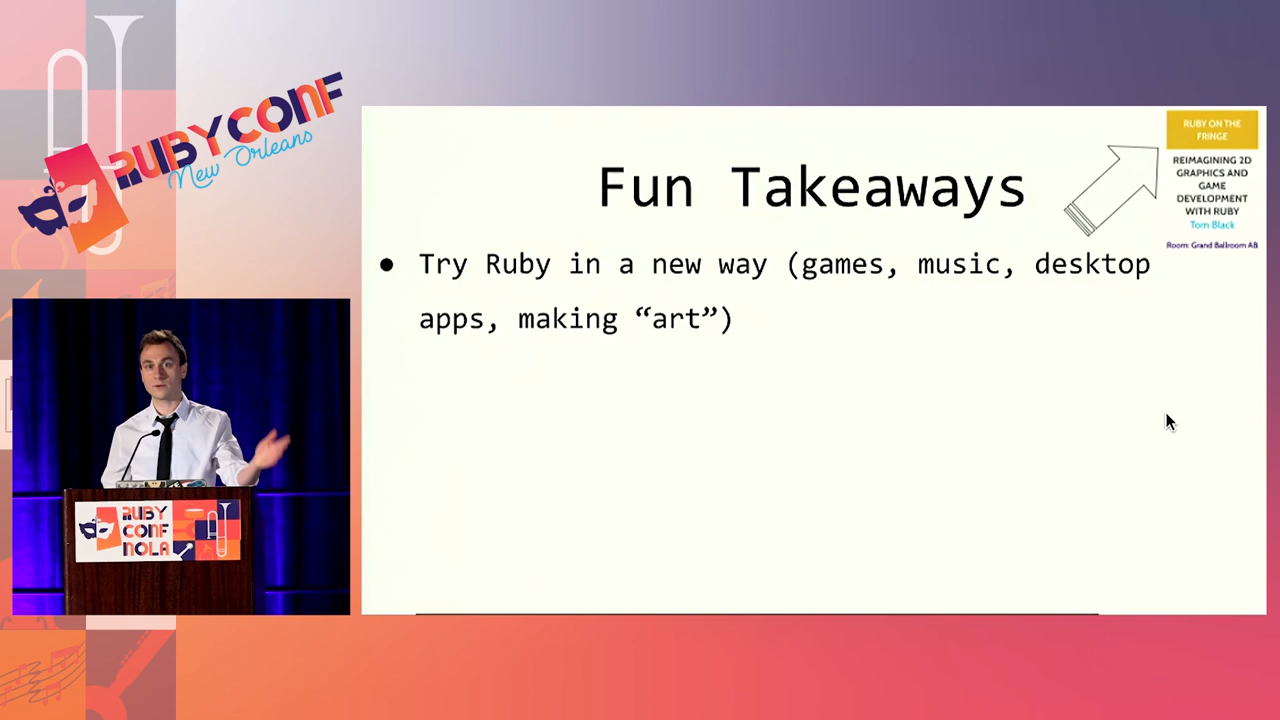 RUBYCONF
New Orleans
Fun Takeaways
● Try Ruby in a new way (games, music, desktop
apps, making “art”)
RUBY ON THE
FRINGE
REIMAGINING 2D
GRAPHICS AND
GAME
DEVELOPMENT
WITH RUBY
Tom Black
Room: Grand Ballroom AB
RUBY
CONF
NOLA